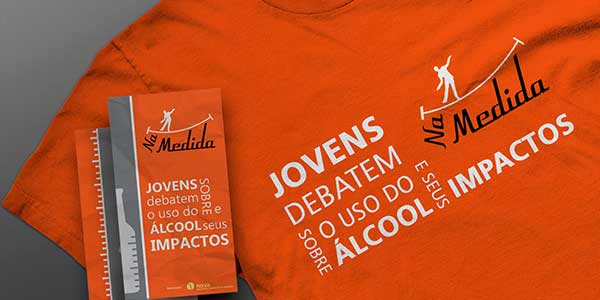 Na
Medida
JOVENS
DEBATEM
O USO DO
SOBRE
ÁLCOOL
E SEUS
IMPACTOS
Na
Medida
JOVENS
debatem
o uso do
SOBRE
e
ÁLCOOL
seus
IMPACTOS
novo